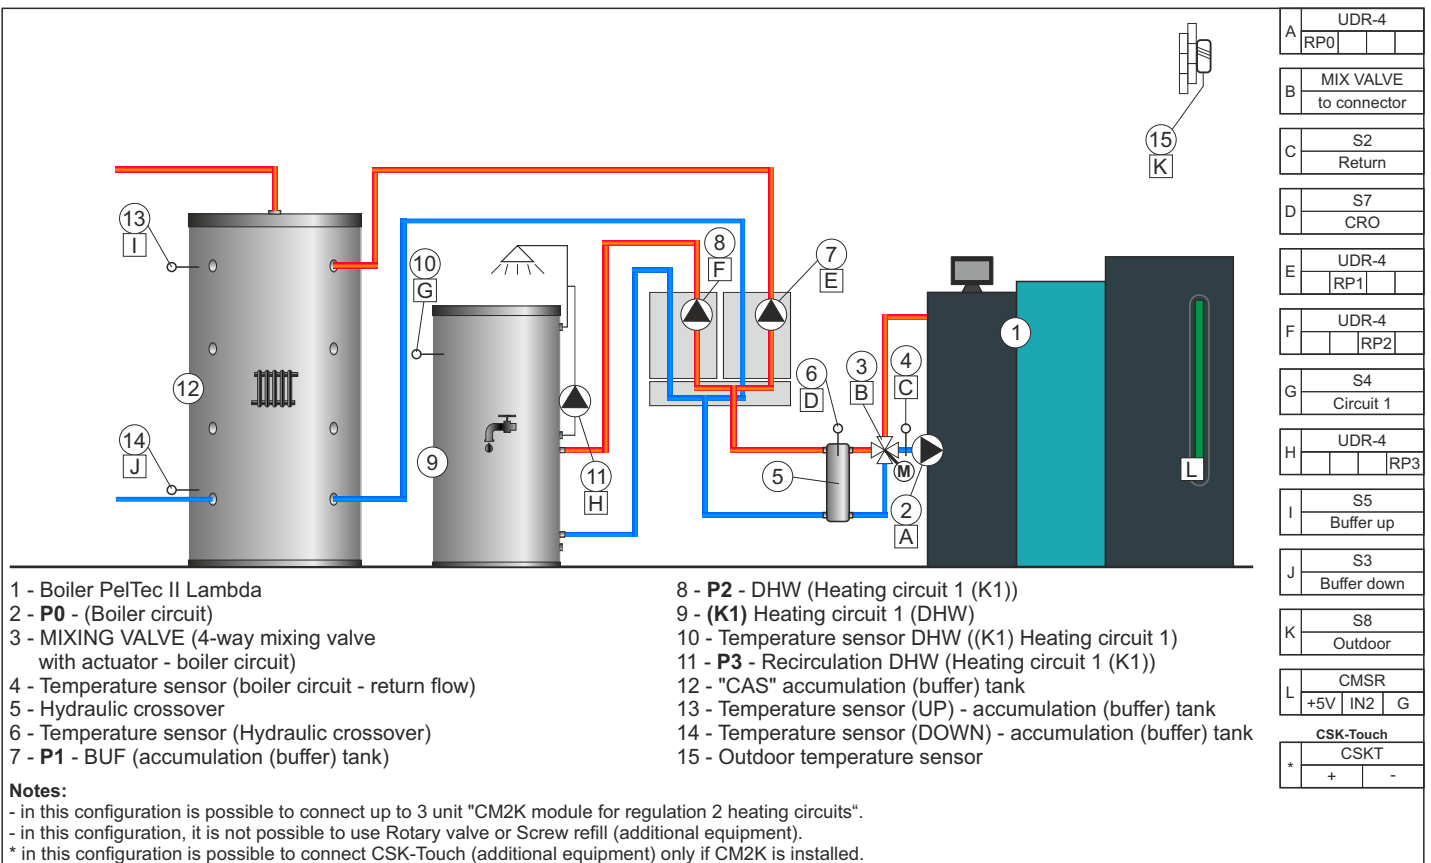 A
UDR-4
RP0
B
MIX VALVE
to connector
C
S2
Return
D
S7
CRO
E
UDR-4
RP1
F
UDR-4
RP2
G
S4
Circuit 1
H
UDR-4
RP3
I
S5
Buffer up
J
S3
Buffer down
K
S8
Outdoor
L
CMSR
+5V IN2 G
CSK-Touch
*
CSKT
+ -
15
K
13
I
8
F
7
E
10
G
1
12
6
D
3
B
4
C
14
J
9
11
H
5
M
2
A
L
1 - Boiler PelTec II Lambda
2 - P0 - (Boiler circuit)
3 - MIXING VALVE (4-way mixing valve
with actuator - boiler circuit)
4 - Temperature sensor (boiler circuit - return flow)
5 - Hydraulic crossover
6 - Temperature sensor (Hydraulic crossover)
7 - P1 - BUF (accumulation (buffer) tank)
8 - P2 - DHW (Heating circuit 1 (K1))
9 - (K1) Heating circuit 1 (DHW)
10 - Temperature sensor DHW ((K1) Heating circuit 1)
11 - P3 - Recirculation DHW (Heating circuit 1 (K1))
12 - "CAS" accumulation (buffer) tank
13 - Temperature sensor (UP) - accumulation (buffer) tank
14 - Temperature sensor (DOWN) - accumulation (buffer) tank
15 - Outdoor temperature sensor
Notes:
- in this configuration is possible to connect up to 3 unit "CM2K module for regulation 2 heating circuits“.
- in this configuration, it is not possible to use Rotary valve or Screw refill (additional equipment).
* in this configuration is possible to connect CSK-Touch (additional equipment) only if CM2K is installed.